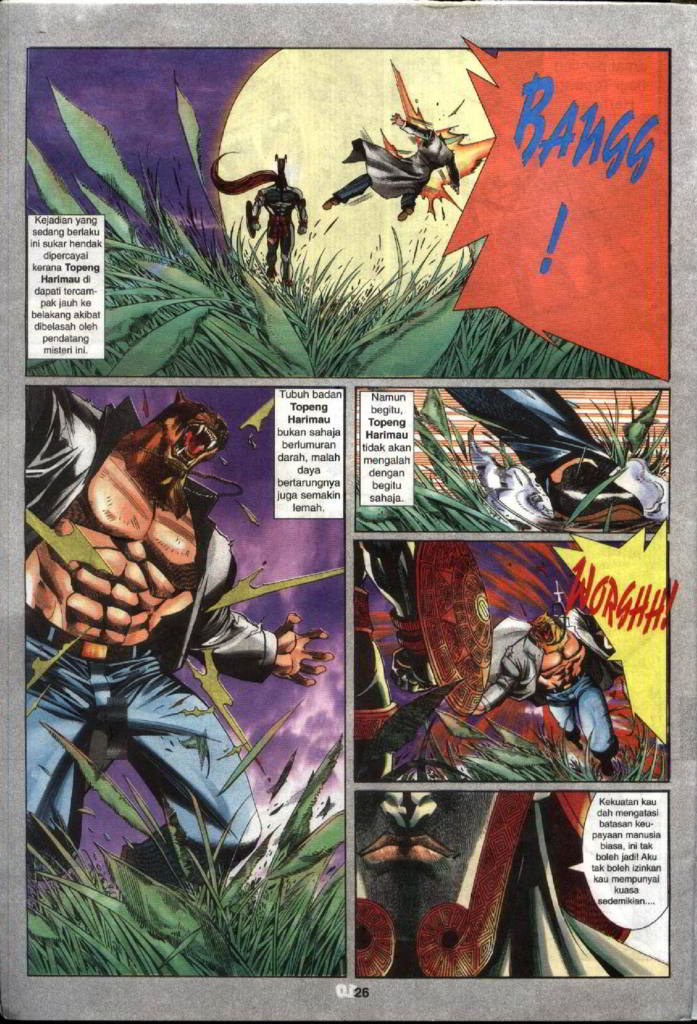 BANGG
!
Kejadian yang
sedang berlaku
ini sukar hendak
dipercayai
kerana Topeng
Harimau di
dapati tercam-
pak jauh ke
belakang akibat
dibelasah oleh
pendatang
misteri ini.
Tubuh badan
Topeng
Harimau
bukan sahaja
berlumuran
darah, malah
daya
bertarungnya
juga semakin
lemah.
Namun
begitu,
Topeng
Harimau
tidak akan
mengalah
dengan
begitu
sahaja.
WORGHH!
Kekuatan kau
dah mengatasi
batasan keu-
payaan manusia
biasa, ini tak
boleh jadi! Aku
tak boleh izinkan
kau mempunyai
kuasa
sedemikian....
26